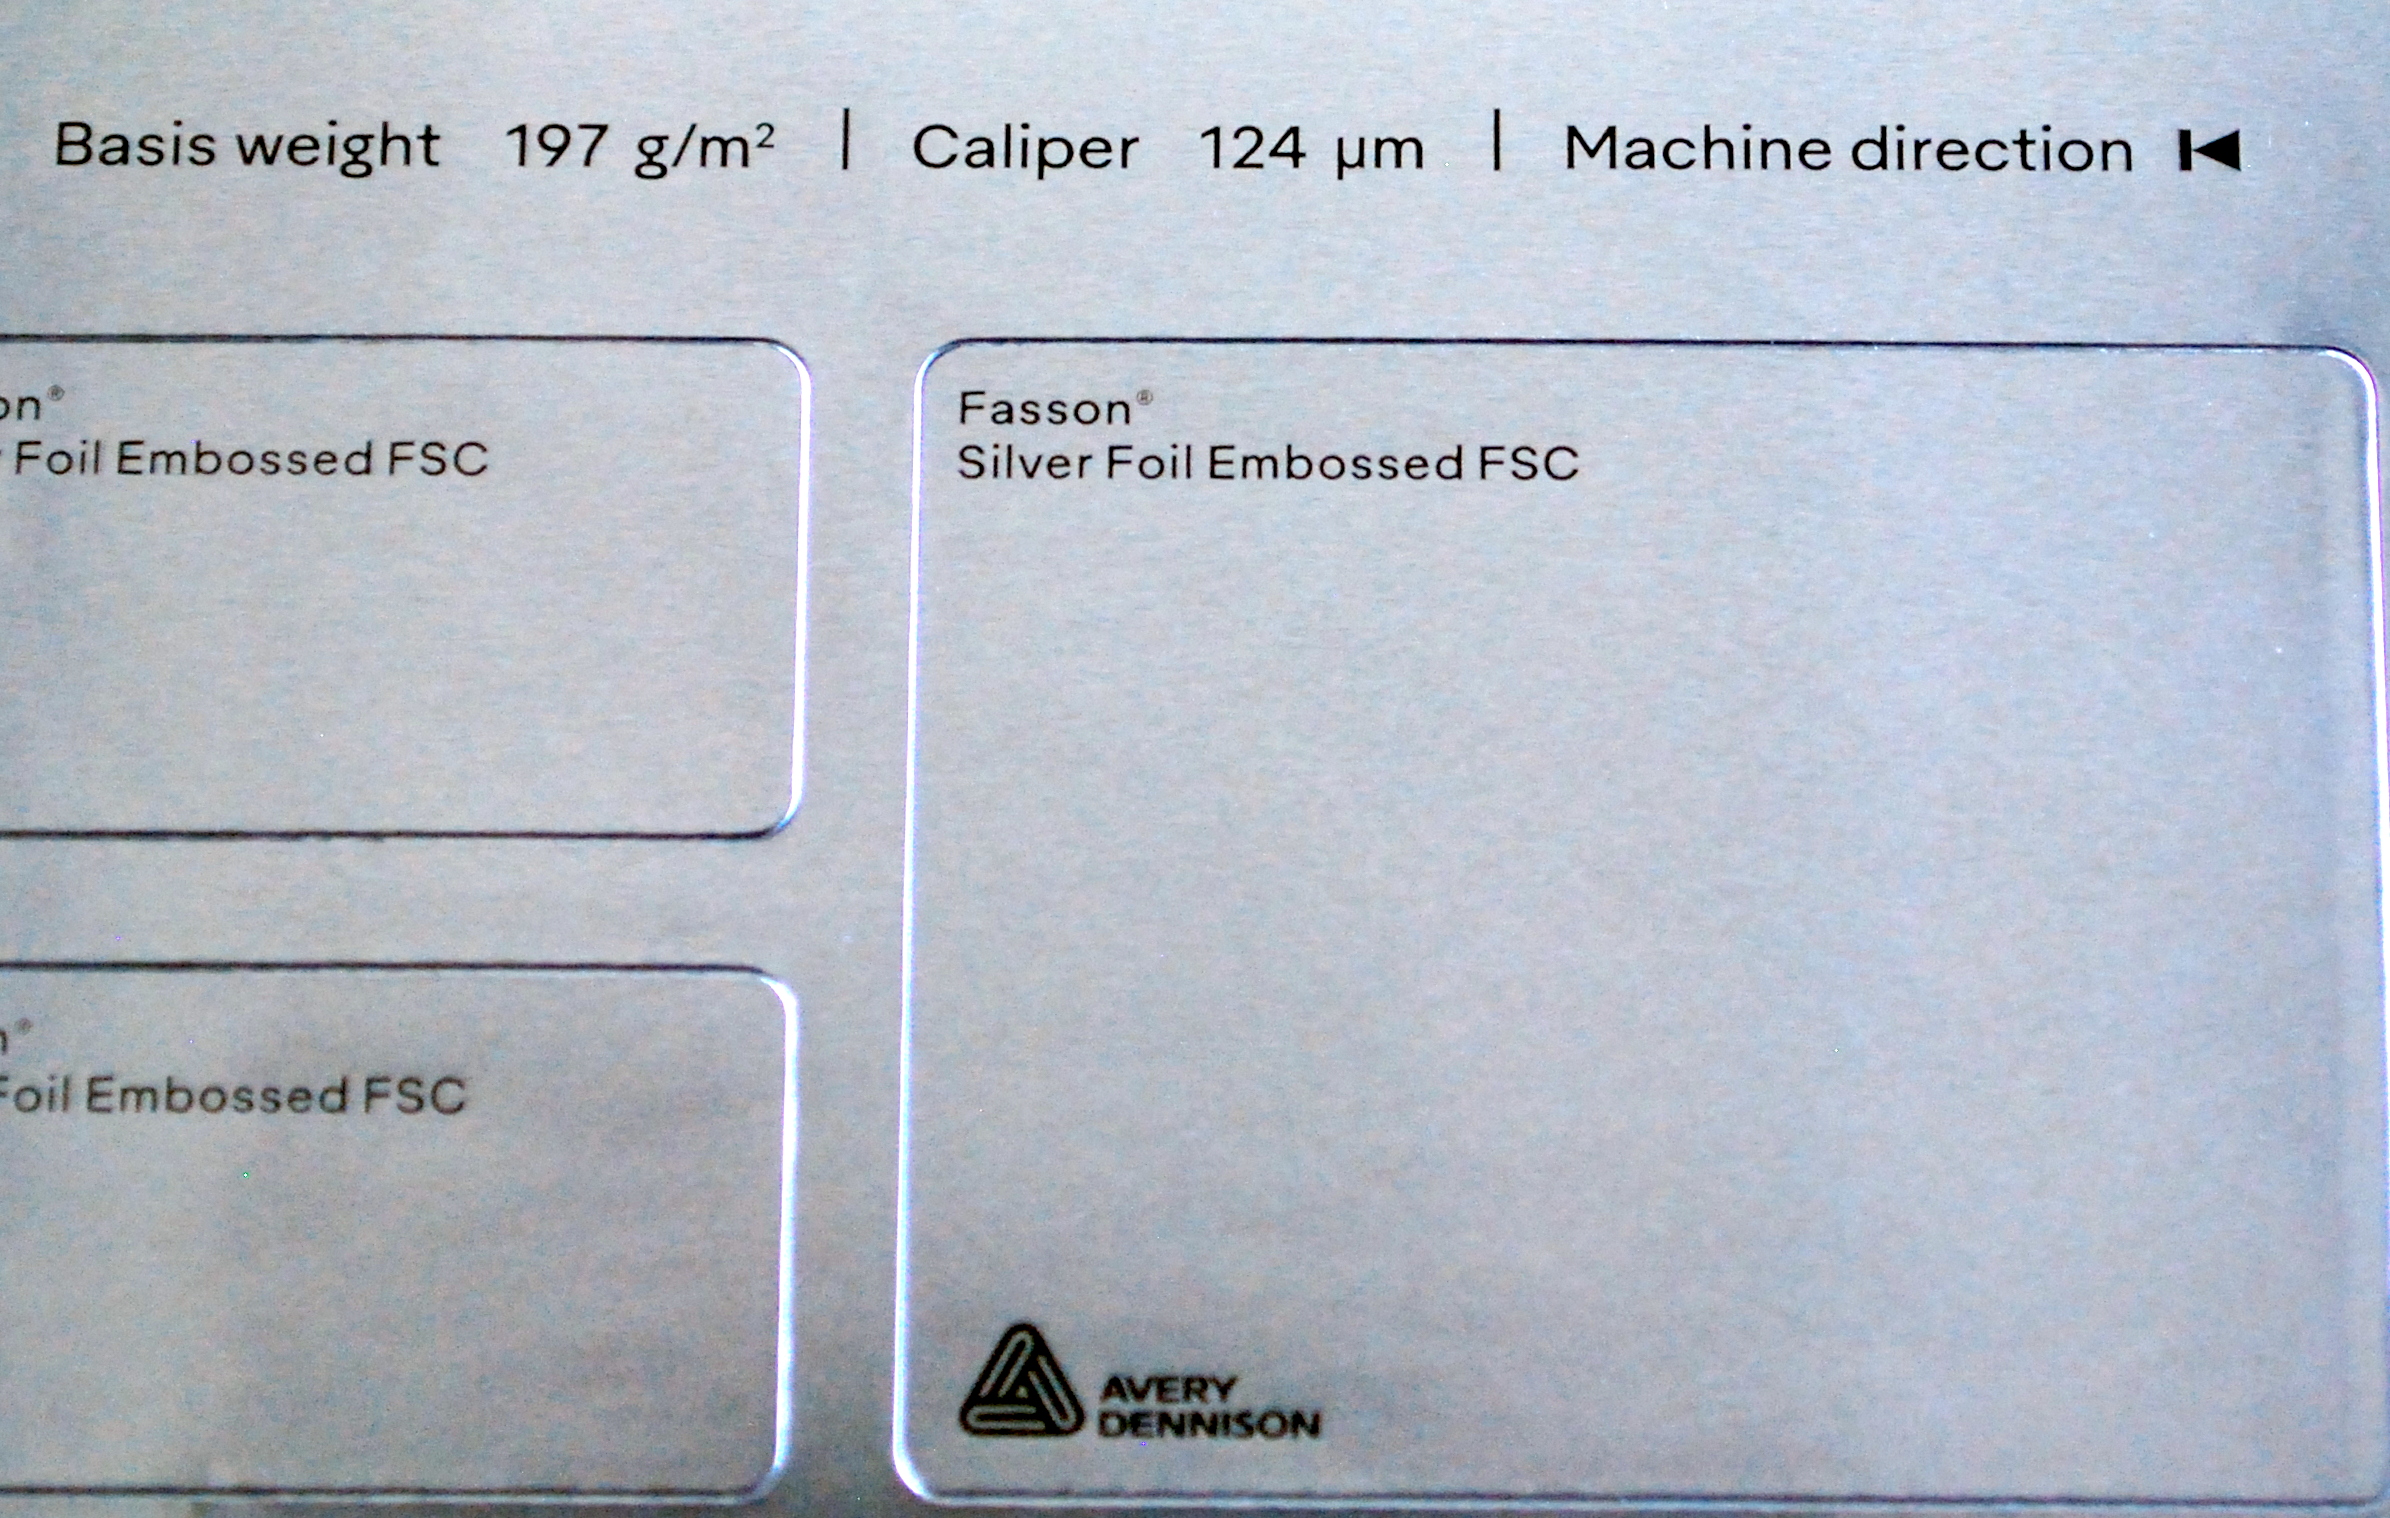 Basis weight 197 g/m² | Caliper 124 µm | Machine direction
®
Foil Embossed FSC
Fasson®
Silver Foil Embossed FSC
®
Foil Embossed FSC
AVERY
DENNISON